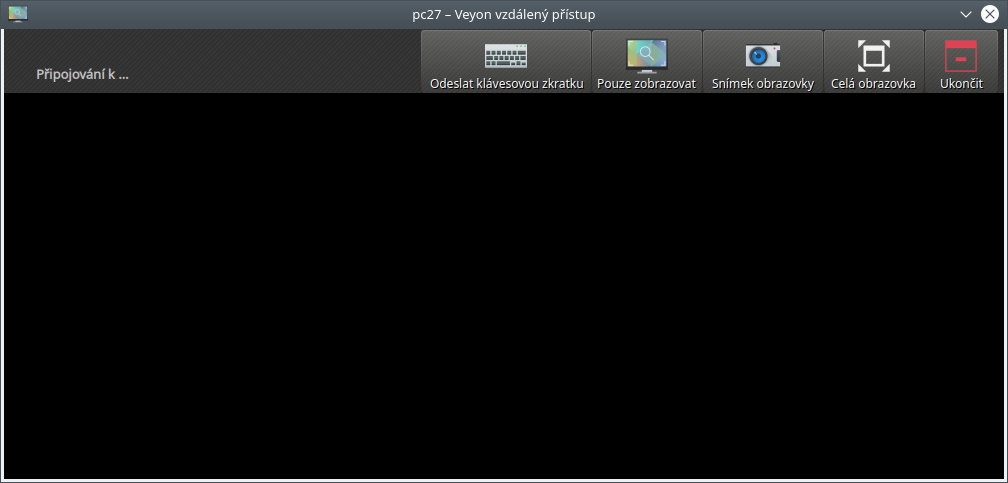 pc27 – Veyon vzdálený přístup
Připojování k ...
Odeslat klávesovou zkratku
Pouze zobrazovat
Snímek obrazovky
Celá obrazovka
Ukončit